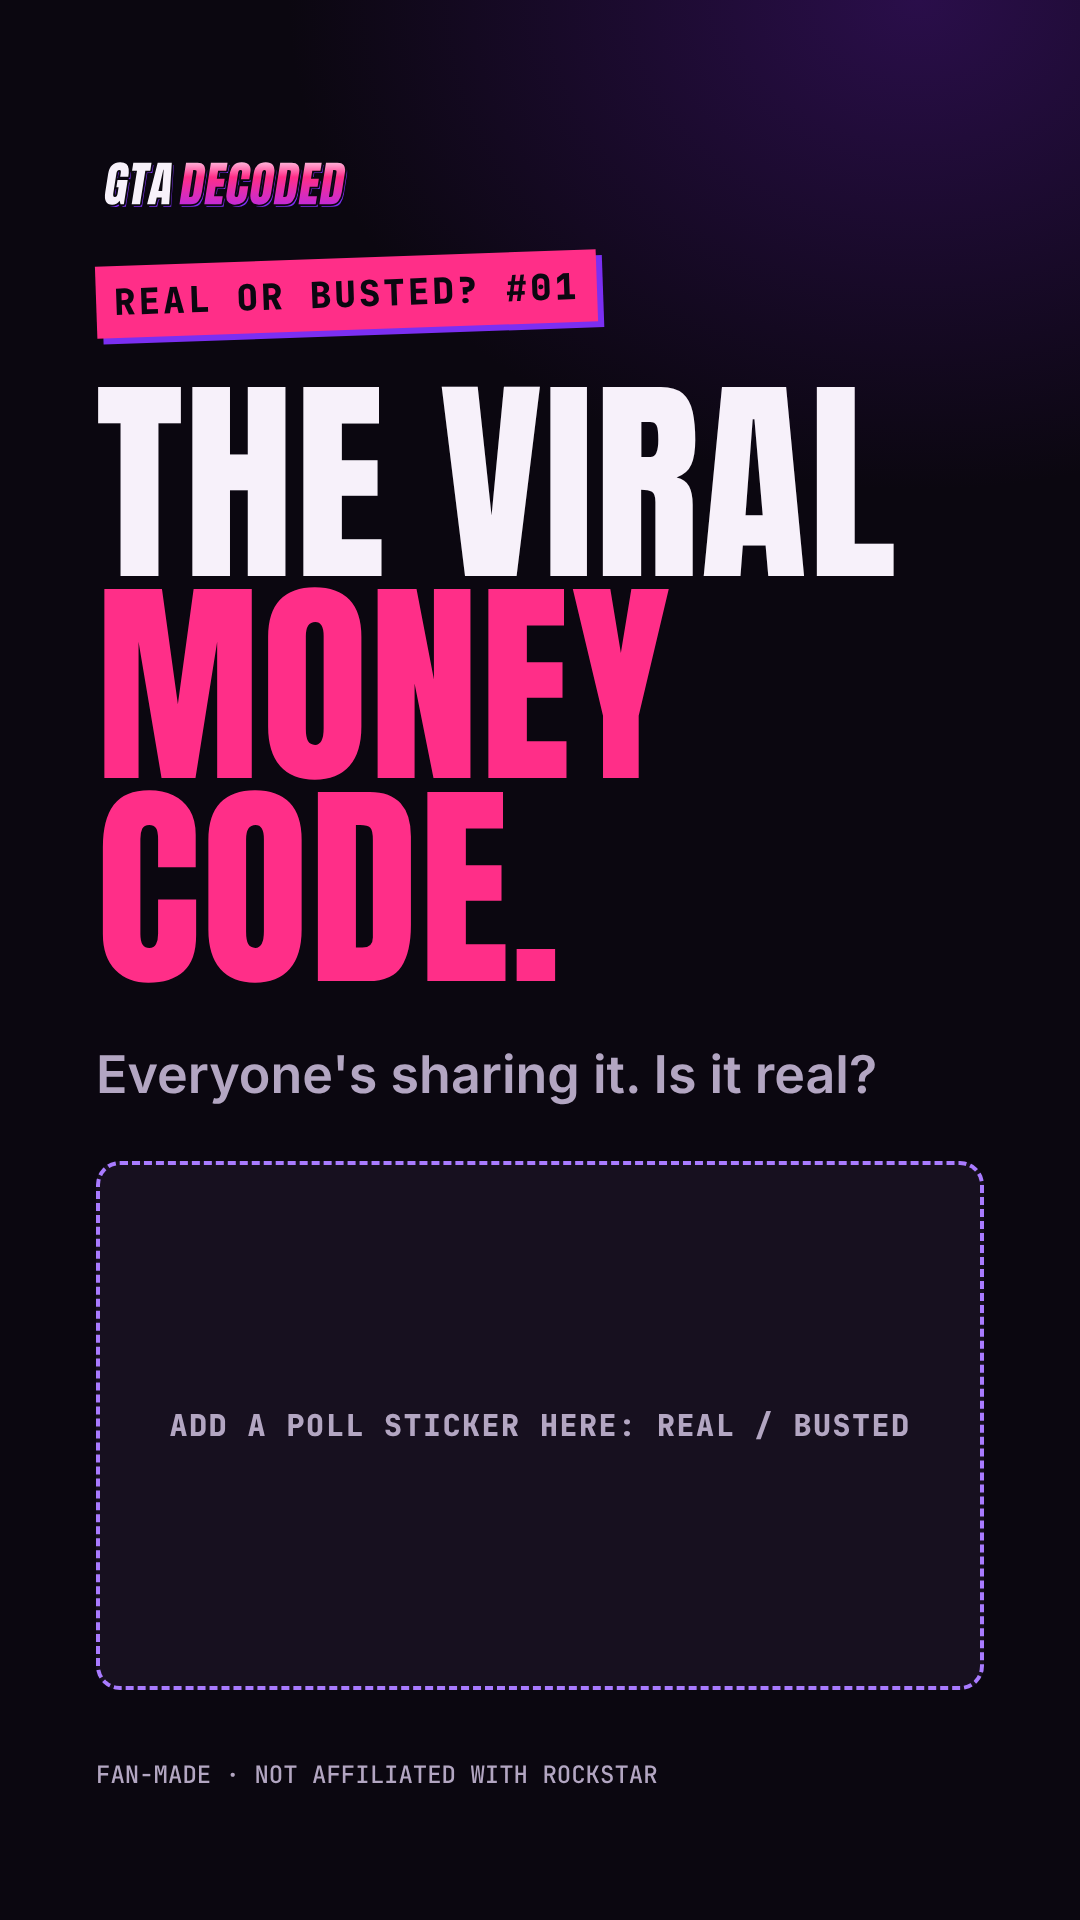 GTA DECODED
REAL OR BUSTED? #01
THE VIRAL
MONEY
CODE.
Everyone's sharing it. Is it real?
ADD A POLL STICKER HERE: REAL / BUSTED
FAN-MADE · NOT AFFILIATED WITH ROCKSTAR